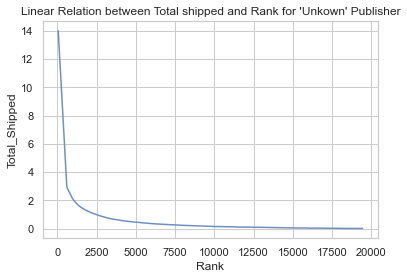 Linear Relation between Total shipped and Rank for 'Unkown' Publisher
14
12
10
8
6
4
2
0
Total_Shipped
0 2500 5000 7500 10000 12500 15000 17500 20000
Rank